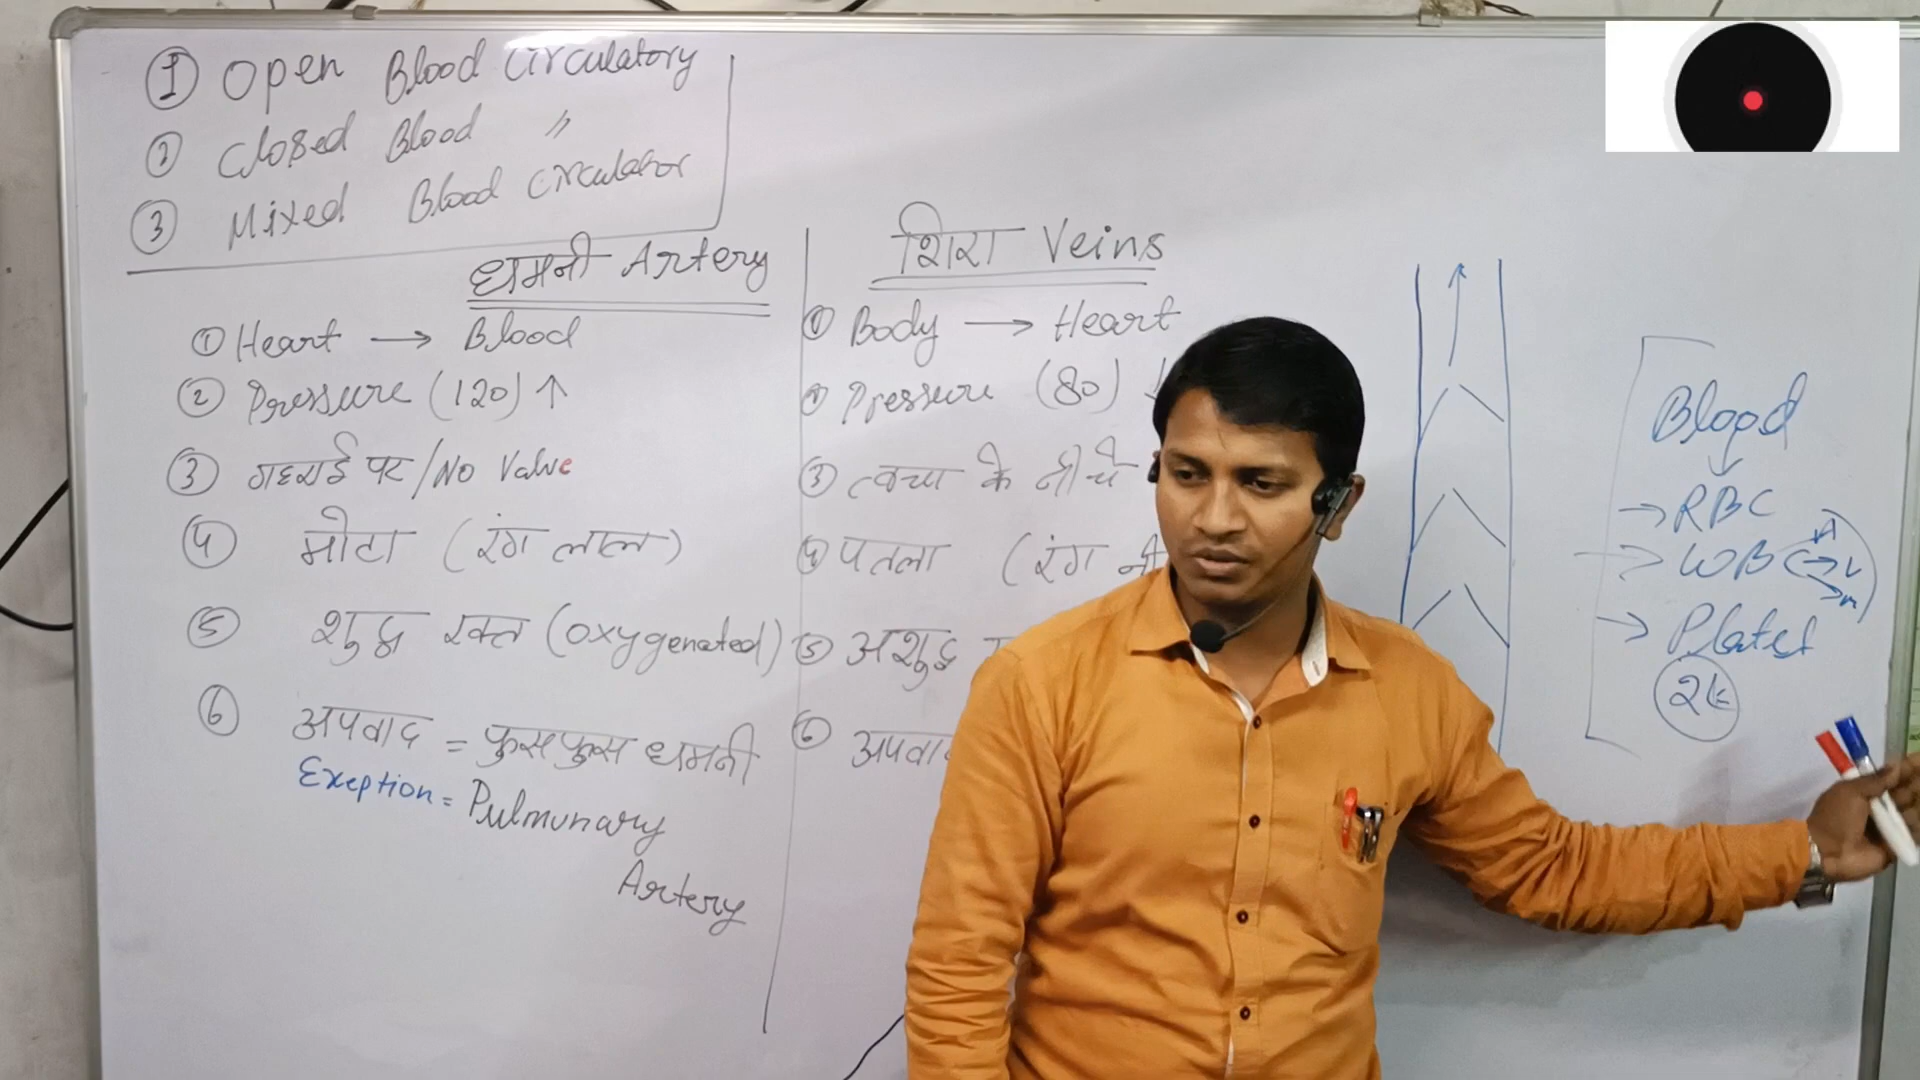 ① Open Blood Circulatory
② Closed Blood 〃
③ Mixed Blood Circulator
धमनी Artery
① Heart → Blood
② Pressure (120) ↑
③ गहराई पर / No Valve
④ मोटा (रंग लाल)
⑤ शुद्ध रक्त (oxygenated)
⑥ अपवाद = फुसफुस धमनी
Exeption = Pulmunary
Artery
शिरा Veins
① Body → Heart
② Pressure (80) ↓
③ त्वचा के नीचे
④ पतला (रंग नी
⑤ अशुद्ध
⑥ अपवाद
Blood
→ RBC
→ WBC
→ Platet